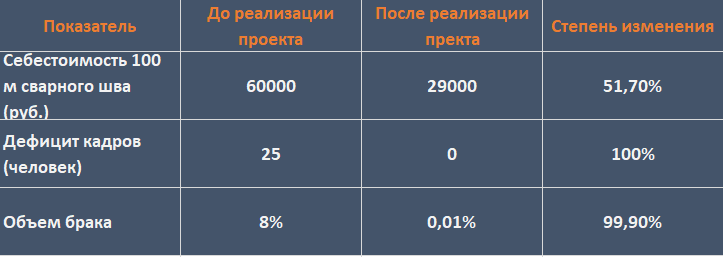 Показатель
До реализации
проекта
После реализации
пректа
Степень изменения
Себестоимость 100
м сварного шва
(руб.)
60000
29000
51,70%
Дефицит кадров
(человек)
25
0
100%
Объем брака
8%
0,01%
99,90%